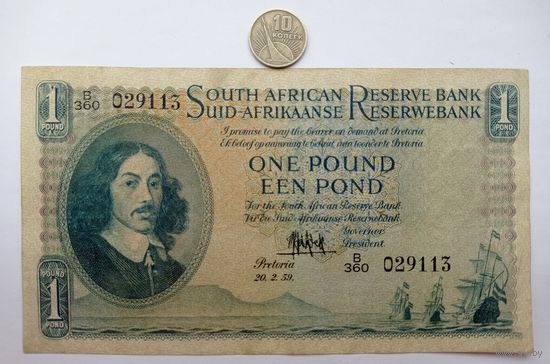 10
КОПЕЕК
1
POUND
B/360 029113
SOUTH AFRICAN RESERVE BANK
SUID-AFRIKAANSE RESERWEBANK
1
POUND
I promise to pay the bearer on demand at Pretoria
Ek beloof op aanvraag te betaal aan toonder te Pretoria
ONE POUND
EEN POND
For the South African Reserve Bank.
Vir die Suid-Afrikaanse Reserwebank.
Governor
President.
Pretoria
20.2.59.
B/360 029113
POUND
1
POND
1
POND